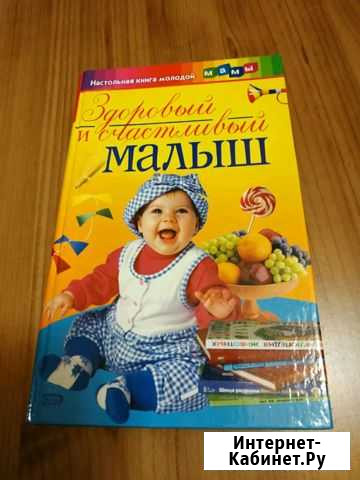 Настольная книга молодой мамы
Здоровый
и счастливый
малыш
Интернет-
Кабинет.Ру